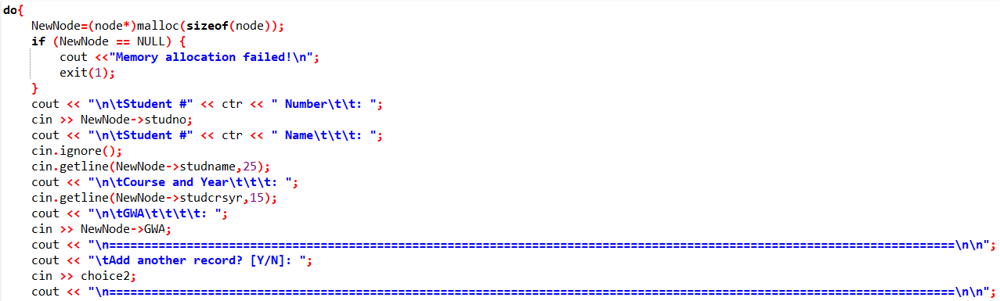 do{
NewNode=(node*)malloc(sizeof(node));
if (NewNode == NULL) {
cout <<"Memory allocation failed!\n";
exit(1);
}
cout << "\n\tStudent #" << ctr << " Number\t\t: ";
cin >> NewNode->studno;
cout << "\n\tStudent #" << ctr << " Name\t\t\t: ";
cin.ignore();
cin.getline(NewNode->studname,25);
cout << "\n\tCourse and Year\t\t\t: ";
cin.getline(NewNode->studcrsyr,15);
cout << "\n\tGWA\t\t\t\t: ";
cin >> NewNode->GWA;
cout << "\n========================================================================================================================\n\n";
cout << "\tAdd another record? [Y/N]: ";
cin >> choice2;
cout << "\n========================================================================================================================\n\n";